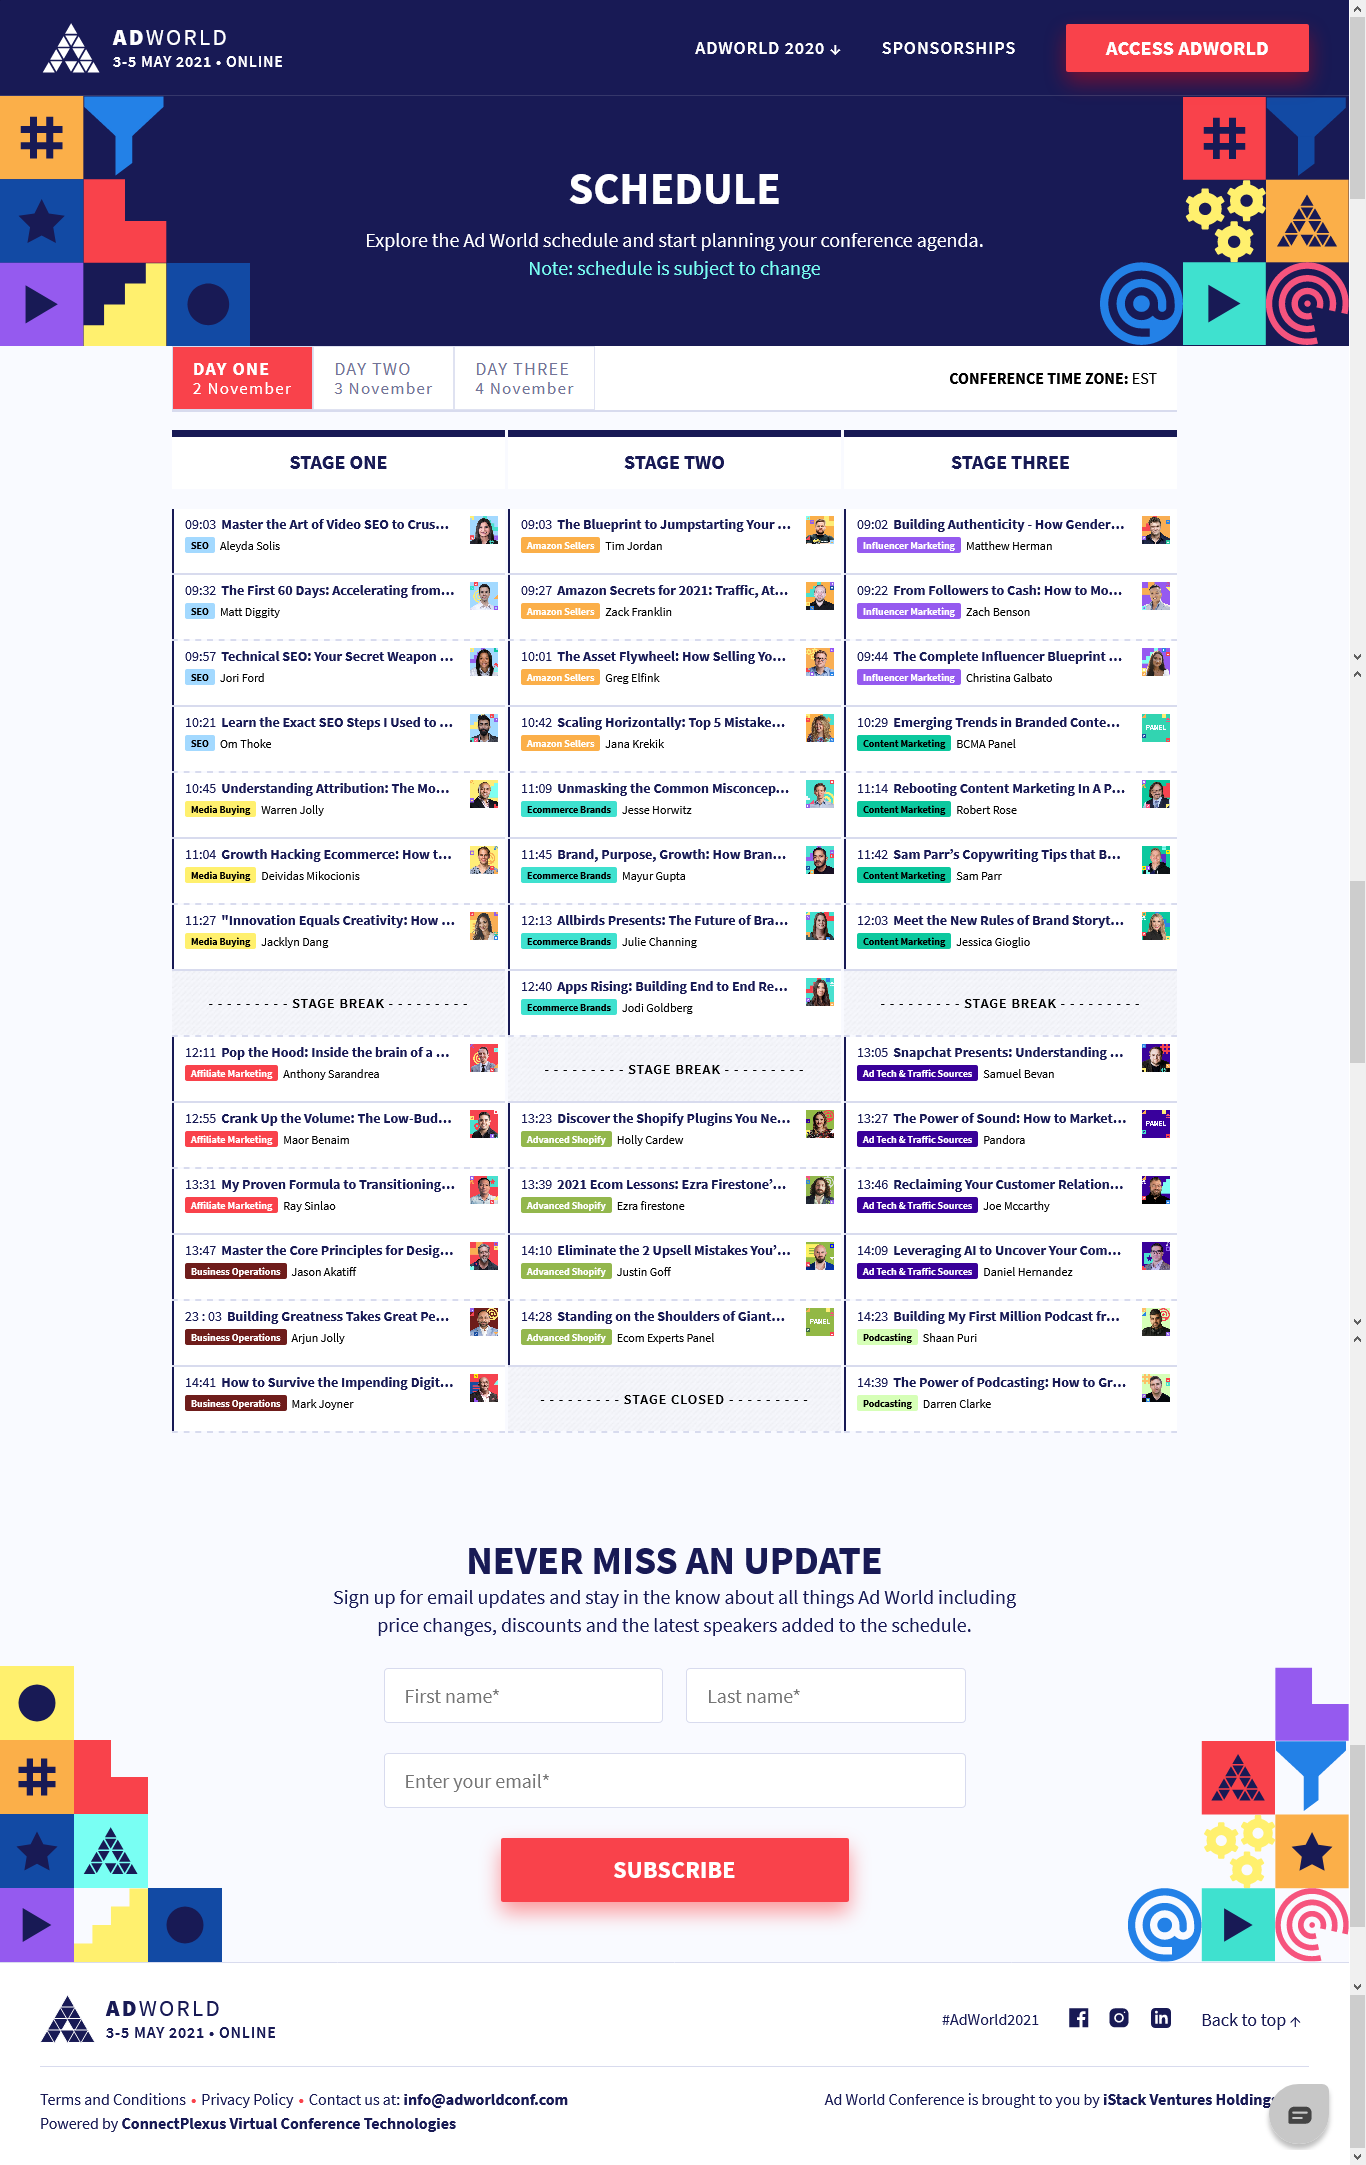 ADWORLD
3-5 MAY 2021 • ONLINE
ADWORLD 2020 ↓
SPONSORSHIPS
ACCESS ADWORLD
SCHEDULE
Explore the Ad World schedule and start planning your conference agenda.
Note: schedule is subject to change
DAY ONE
2 November
DAY TWO
3 November
DAY THREE
4 November
CONFERENCE TIME ZONE: EST
STAGE ONE
09:03 Master the Art of Video SEO to Crus...
SEO Aleyda Solis
09:32 The First 60 Days: Accelerating from...
SEO Matt Diggity
09:57 Technical SEO: Your Secret Weapon ...
SEO Jori Ford
10:21 Learn the Exact SEO Steps I Used to ...
SEO Om Thoke
10:45 Understanding Attribution: The Mo...
Media Buying Warren Jolly
11:04 Growth Hacking Ecommerce: How t...
Media Buying Deividas Mikocionis
11:27 "Innovation Equals Creativity: How ...
Media Buying Jacklyn Dang
- - - - - - - - - STAGE BREAK - - - - - - - - -
12:11 Pop the Hood: Inside the brain of a ...
Affiliate Marketing Anthony Sarandrea
12:55 Crank Up the Volume: The Low-Bud...
Affiliate Marketing Maor Benaim
13:31 My Proven Formula to Transitioning...
Affiliate Marketing Ray Sinlao
13:47 Master the Core Principles for Desig...
Business Operations Jason Akatiff
23 : 03 Building Greatness Takes Great Pe...
Business Operations Arjun Jolly
14:41 How to Survive the Impending Digit...
Business Operations Mark Joyner
STAGE TWO
09:03 The Blueprint to Jumpstarting Your ...
Amazon Sellers Tim Jordan
09:27 Amazon Secrets for 2021: Traffic, At...
Amazon Sellers Zack Franklin
10:01 The Asset Flywheel: How Selling Yo...
Amazon Sellers Greg Elfink
10:42 Scaling Horizontally: Top 5 Mistake...
Amazon Sellers Jana Krekik
11:09 Unmasking the Common Misconcep...
Ecommerce Brands Jesse Horwitz
11:45 Brand, Purpose, Growth: How Bran...
Ecommerce Brands Mayur Gupta
12:13 Allbirds Presents: The Future of Bra...
Ecommerce Brands Julie Channing
12:40 Apps Rising: Building End to End Re...
Ecommerce Brands Jodi Goldberg
- - - - - - - - - STAGE BREAK - - - - - - - - -
13:23 Discover the Shopify Plugins You Ne...
Advanced Shopify Holly Cardew
13:39 2021 Ecom Lessons: Ezra Firestone’...
Advanced Shopify Ezra firestone
14:10 Eliminate the 2 Upsell Mistakes You’...
Advanced Shopify Justin Goff
14:28 Standing on the Shoulders of Giant...
Advanced Shopify Ecom Experts Panel
PANEL
- - - - - - - - - STAGE CLOSED - - - - - - - - -
STAGE THREE
09:02 Building Authenticity - How Gender...
Influencer Marketing Matthew Herman
09:22 From Followers to Cash: How to Mo...
Influencer Marketing Zach Benson
09:44 The Complete Influencer Blueprint ...
Influencer Marketing Christina Galbato
10:29 Emerging Trends in Branded Conte...
Content Marketing BCMA Panel
PANEL
11:14 Rebooting Content Marketing In A P...
Content Marketing Robert Rose
11:42 Sam Parr’s Copywriting Tips that B...
Content Marketing Sam Parr
12:03 Meet the New Rules of Brand Storyt...
Content Marketing Jessica Gioglio
- - - - - - - - - STAGE BREAK - - - - - - - - -
13:05 Snapchat Presents: Understanding ...
Ad Tech & Traffic Sources Samuel Bevan
13:27 The Power of Sound: How to Market...
Ad Tech & Traffic Sources Pandora
PANEL
13:46 Reclaiming Your Customer Relation...
Ad Tech & Traffic Sources Joe Mccarthy
14:09 Leveraging AI to Uncover Your Com...
Ad Tech & Traffic Sources Daniel Hernandez
14:23 Building My First Million Podcast fr...
Podcasting Shaan Puri
14:39 The Power of Podcasting: How to Gr...
Podcasting Darren Clarke
NEVER MISS AN UPDATE
Sign up for email updates and stay in the know about all things Ad World including
price changes, discounts and the latest speakers added to the schedule.
First name*
Last name*
Enter your email*
SUBSCRIBE
ADWORLD
3-5 MAY 2021 • ONLINE
#AdWorld2021
Back to top ↑
Terms and Conditions • Privacy Policy • Contact us at: info@adworldconf.com
Powered by ConnectPlexus Virtual Conference Technologies
Ad World Conference is brought to you by iStack Ventures Holdings